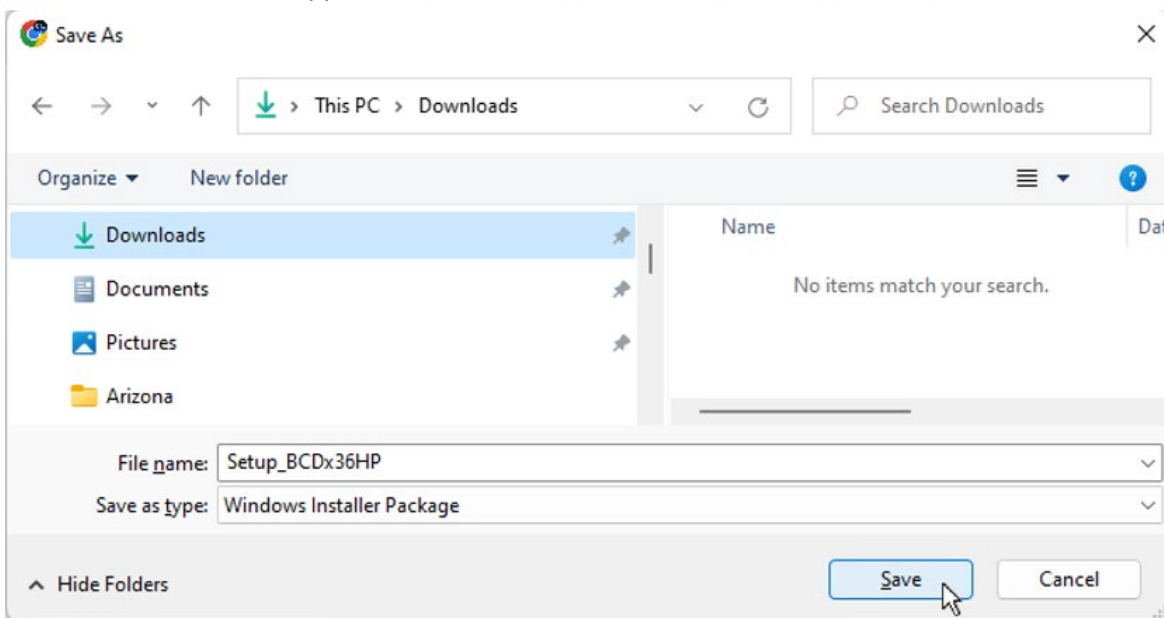 Save As
This PC > Downloads
Search Downloads
Organize
New folder
Downloads
Documents
Pictures
Arizona
Name
Dat
No items match your search.
File name: Setup_BCDx36HP
Save as type: Windows Installer Package
Hide Folders
Save
Cancel